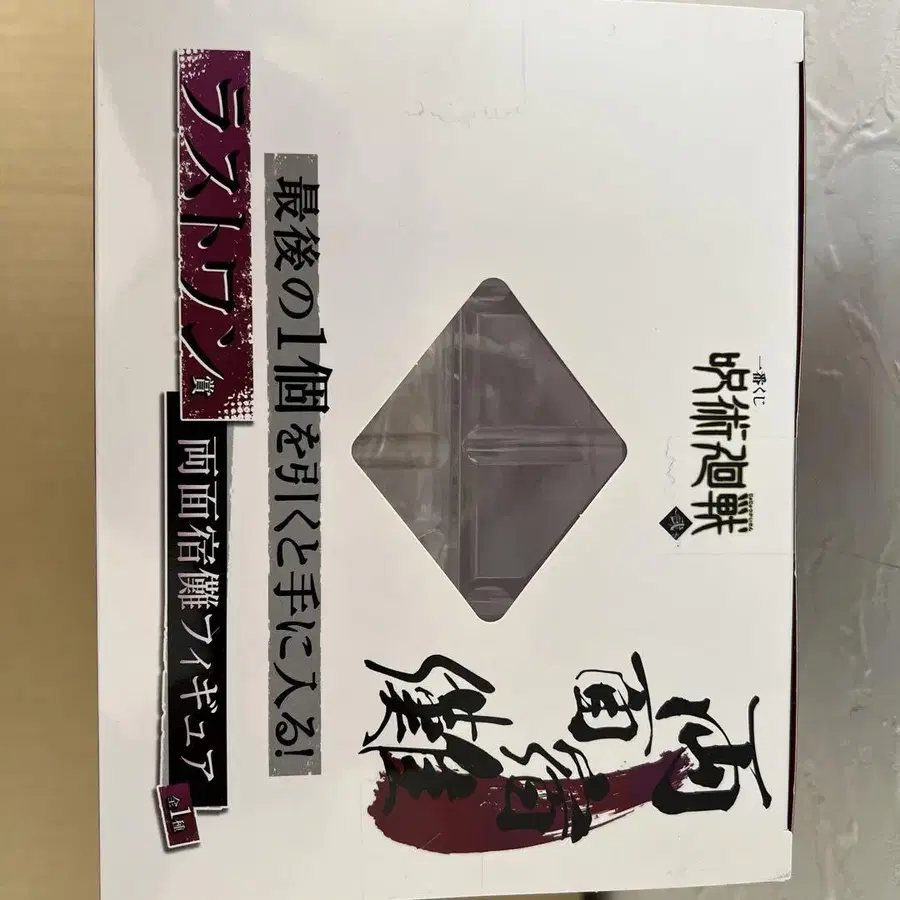 一番くじ
呪術廻戦
弐
両面宿儺
最後の1個を引くと手に入る!
ラストワン賞
両面宿儺フィギュア
全1種